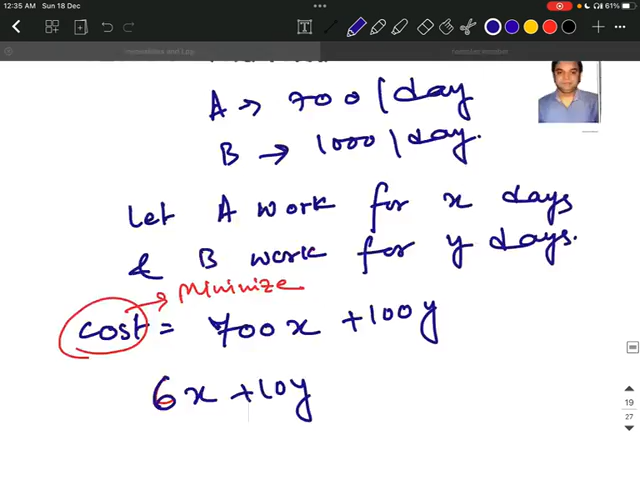 12:35 AM Sun 18 Dec
61%
A → 700/day
B → 1000/day.
Let A work for x days
& B work for y days.
Minimize
cost = 700x + 100y
6x + 10y
19
27